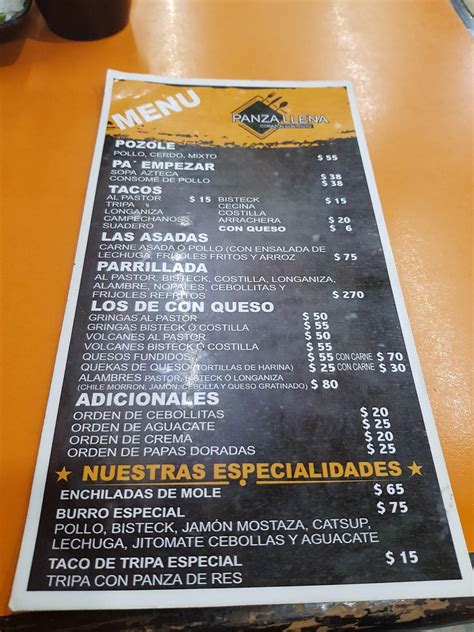 MENU
PANZA LLENA
CORAZÓN CONTENTO
POZOLE
POLLO, CERDO, MIXTO $ 55
PA´ EMPEZAR
SOPA AZTECA $ 38
CONSOMÉ DE POLLO $ 38
TACOS
AL PASTOR $ 15 BISTECK $ 15
TRIPA CECINA
LONGANIZA COSTILLA
CAMPECHANOS ARRACHERA $ 20
SUADERO CON QUESO $ 6
LAS ASADAS
CARNE ASADA O POLLO (CON ENSALADA DE
LECHUGA, FRIJOLES FRITOS Y ARROZ $ 75
PARRILLADA
AL PASTOR, BISTECK, COSTILLA, LONGANIZA,
ALAMBRE, NOPALES, CEBOLLITAS Y
FRIJOLES REFRITOS $ 270
LOS DE CON QUESO
GRINGAS AL PASTOR $ 50
GRINGAS BISTECK O COSTILLA $ 55
VOLCANES AL PASTOR $ 50
VOLCANES BISTECK O COSTILLA $ 55
QUESOS FUNDIDOS $ 55 CON CARNE $ 70
QUEKAS DE QUESO (TORTILLAS DE HARINA) $ 25 CON CARNE $ 30
ALAMBRES PASTOR, BISTECK Ó LONGANIZA
(CHILE MORRON, JAMÓN, CEBOLLA Y QUESO GRATINADO) $ 80
ADICIONALES
ORDEN DE CEBOLLITAS $ 20
ORDEN DE AGUACATE $ 25
ORDEN DE CREMA $ 20
ORDEN DE PAPAS DORADAS $ 25
NUESTRAS ESPECIALIDADES
ENCHILADAS DE MOLE $ 65
BURRO ESPECIAL $ 75
POLLO, BISTECK, JAMÓN MOSTAZA, CATSUP,
LECHUGA, JITOMATE CEBOLLAS Y AGUACATE
TACO DE TRIPA ESPECIAL $ 15
TRIPA CON PANZA DE RES